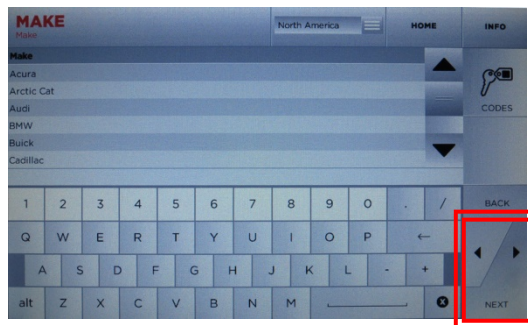 MAKE
Make
North America
HOME
INFO
Make
Acura
Arctic Cat
Audi
BMW
Buick
Cadillac
CODES
1 2 3 4 5 6 7 8 9 0 . /
BACK
Q W E R T Y U I O P ←
A S D F G H J K L - +
alt Z X C V B N M
NEXT